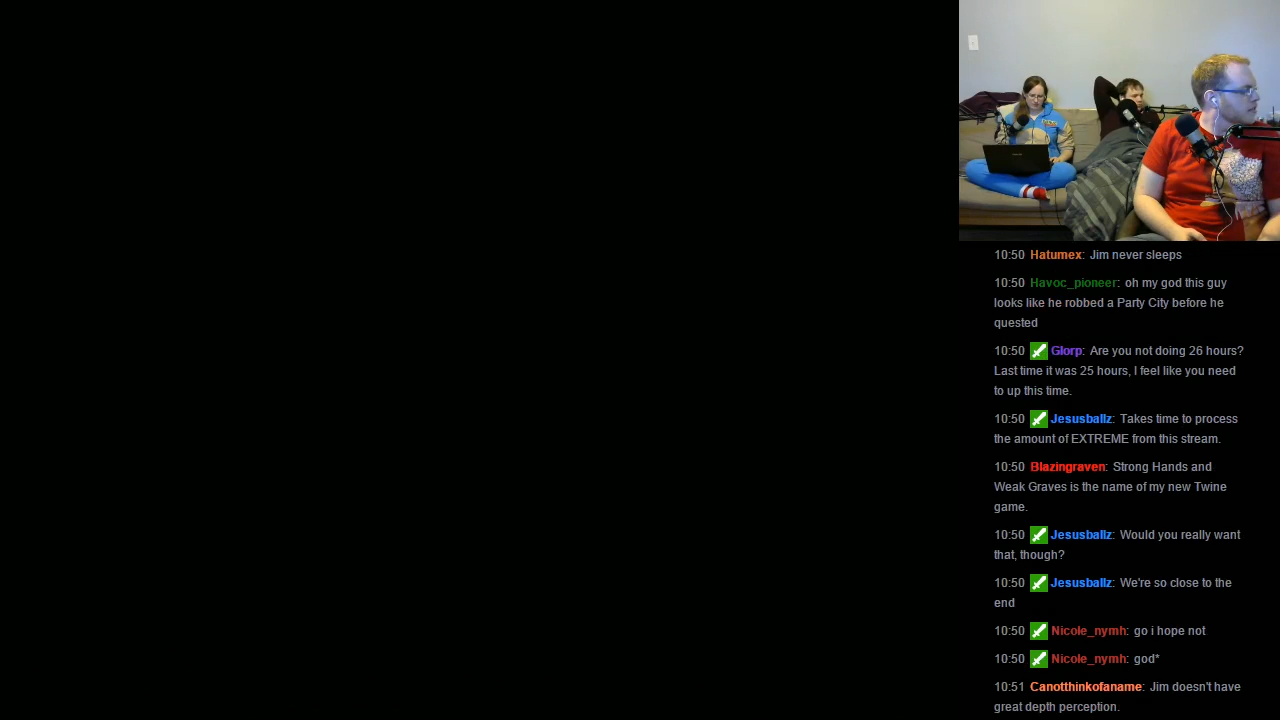 10:50 Hatumex: Jim never sleeps
10:50 Havoc_pioneer: oh my god this guy
looks like he robbed a Party City before he
quested
10:50 Glorp: Are you not doing 26 hours?
Last time it was 25 hours, I feel like you need
to up this time.
10:50 Jesusballz: Takes time to process
the amount of EXTREME from this stream.
10:50 Blazingraven: Strong Hands and
Weak Graves is the name of my new Twine
game.
10:50 Jesusballz: Would you really want
that, though?
10:50 Jesusballz: We're so close to the
end
10:50 Nicole_nymh: go i hope not
10:50 Nicole_nymh: god*
10:51 Canotthinkofaname: Jim doesn't have
great depth perception.